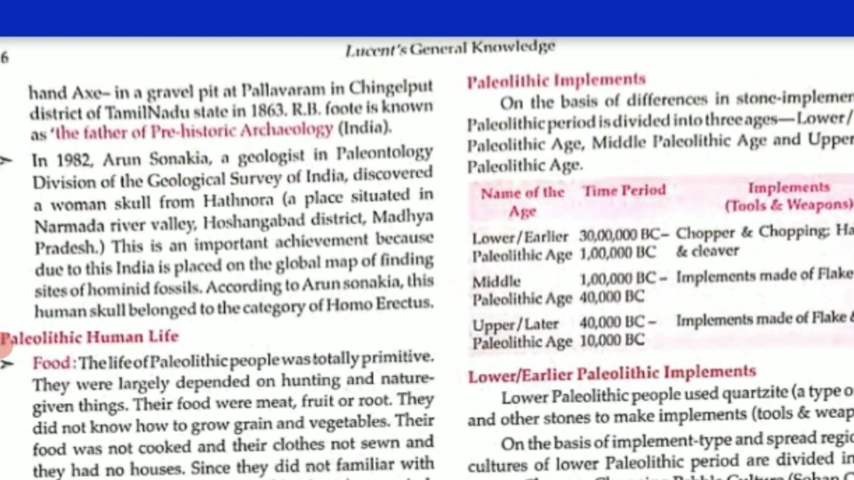 6
Lucent's General Knowledge
hand Axe– in a gravel pit at Pallavaram in Chingelput
district of TamilNadu state in 1863. R.B. foote is known
as 'the father of Pre-historic Archaeology (India).
➢ In 1982, Arun Sonakia, a geologist in Paleontology
Division of the Geological Survey of India, discovered
a woman skull from Hathnora (a place situated in
Narmada river valley, Hoshangabad district, Madhya
Pradesh.) This is an important achievement because
due to this India is placed on the global map of finding
sites of hominid fossils. According to Arun sonakia, this
human skull belonged to the category of Homo Erectus.
Paleolithic Human Life
➢ Food : The life of Paleolithic people was totally primitive.
They were largely depended on hunting and nature-
given things. Their food were meat, fruit or root. They
did not know how to grow grain and vegetables. Their
food was not cooked and their clothes not sewn and
they had no houses. Since they did not familiar with
Paleolithic Implements
On the basis of differences in stone-implemen
Paleolithic period is divided into three ages—Lower/
Paleolithic Age, Middle Paleolithic Age and Upper
Paleolithic Age.
Name of the Time Period Implements
Age (Tools & Weapons)
Lower/Earlier 30,00,000 BC– Chopper & Chopping; Ha
Paleolithic Age 1,00,000 BC & cleaver
Middle 1,00,000 BC – Implements made of Flake
Paleolithic Age 40,000 BC
Upper/Later 40,000 BC – Implements made of Flake &
Paleolithic Age 10,000 BC
Lower/Earlier Paleolithic Implements
Lower Paleolithic people used quartzite (a type o
and other stones to make implements (tools & weap
On the basis of implement-type and spread regio
cultures of lower Paleolithic period are divided in